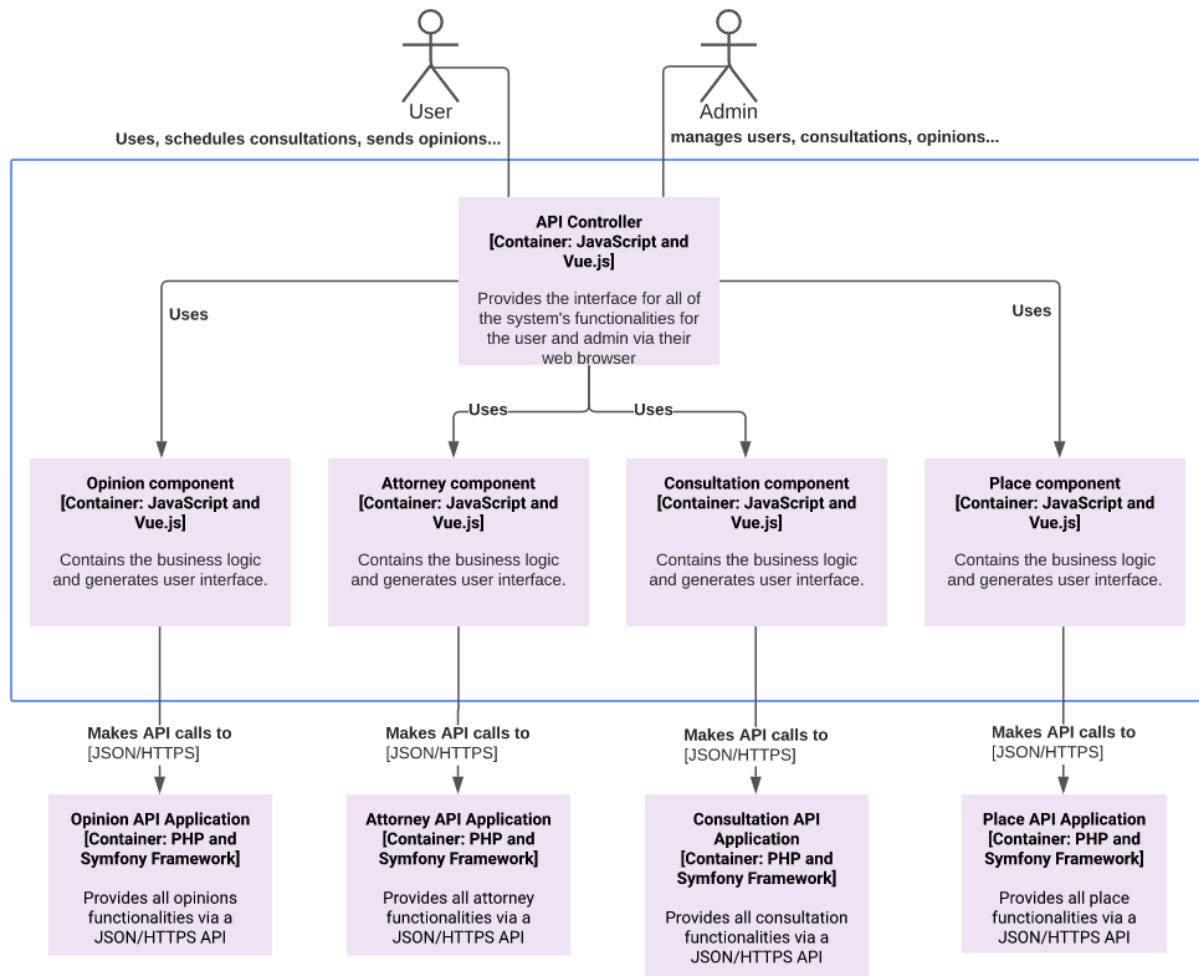 User
Admin
Uses, schedules consultations, sends opinions...
manages users, consultations, opinions...
API Controller
[Container: JavaScript and
Vue.js]
Provides the interface for all of
the system's functionalities for
the user and admin via their
web browser
Uses
Uses
Uses
Uses
Opinion component
[Container: JavaScript and
Vue.js]
Contains the business logic
and generates user interface.
Attorney component
[Container: JavaScript and
Vue.js]
Contains the business logic
and generates user interface.
Consultation component
[Container: JavaScript and
Vue.js]
Contains the business logic
and generates user interface.
Place component
[Container: JavaScript and
Vue.js]
Contains the business logic
and generates user interface.
Makes API calls to
[JSON/HTTPS]
Makes API calls to
[JSON/HTTPS]
Makes API calls to
[JSON/HTTPS]
Makes API calls to
[JSON/HTTPS]
Opinion API Application
[Container: PHP and
Symfony Framework]
Provides all opinions
functionalities via a
JSON/HTTPS API
Attorney API Application
[Container: PHP and
Symfony Framework]
Provides all attorney
functionalities via a
JSON/HTTPS API
Consultation API
Application
[Container: PHP and
Symfony Framework]
Provides all consultation
functionalities via a
JSON/HTTPS API
Place API Application
[Container: PHP and
Symfony Framework]
Provides all place
functionalities via a
JSON/HTTPS API